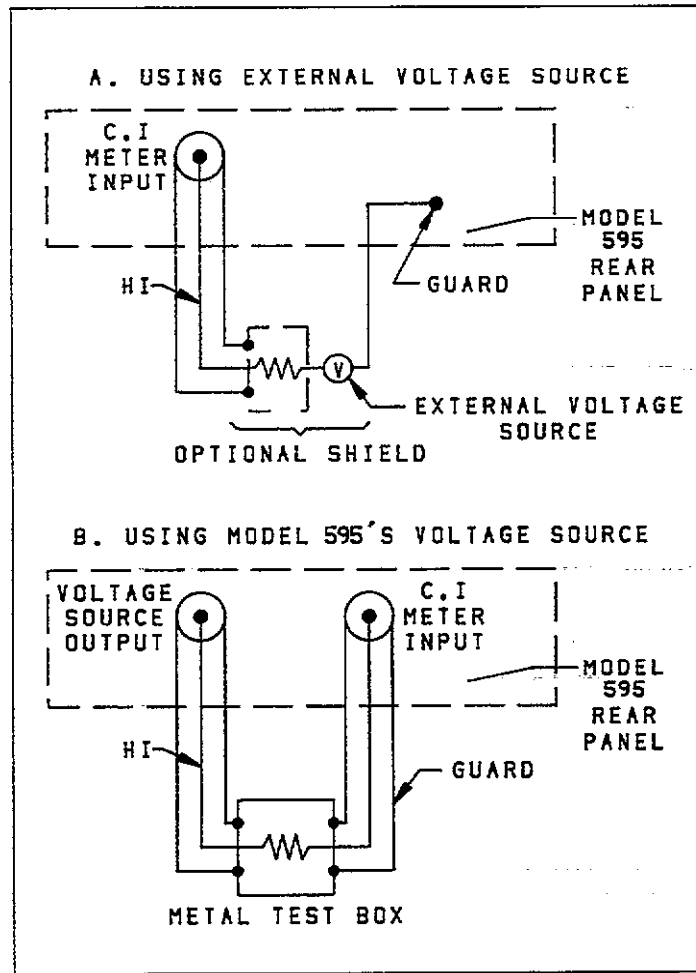 A. USING EXTERNAL VOLTAGE SOURCE
C.I
METER
INPUT
MODEL
595
REAR
PANEL
HI
GUARD
V
EXTERNAL VOLTAGE
SOURCE
OPTIONAL SHIELD
B. USING MODEL 595'S VOLTAGE SOURCE
VOLTAGE
SOURCE
OUTPUT
C.I
METER
INPUT
MODEL
595
REAR
PANEL
HI
GUARD
METAL TEST BOX